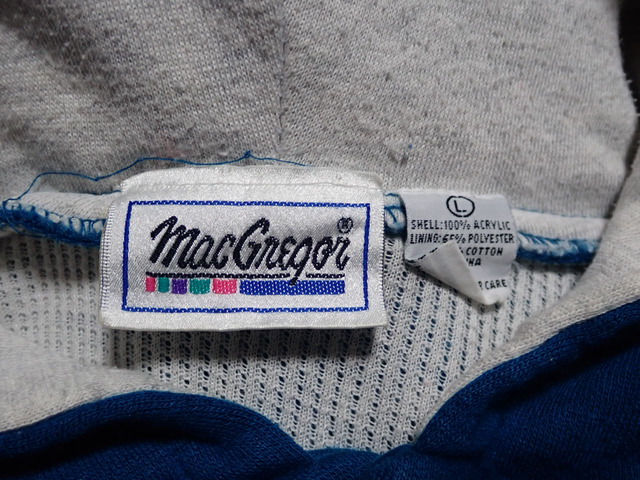 MacGregor®
L
SHELL:100% ACRYLIC
LINING:65% POLYESTER
COTTON
CARE